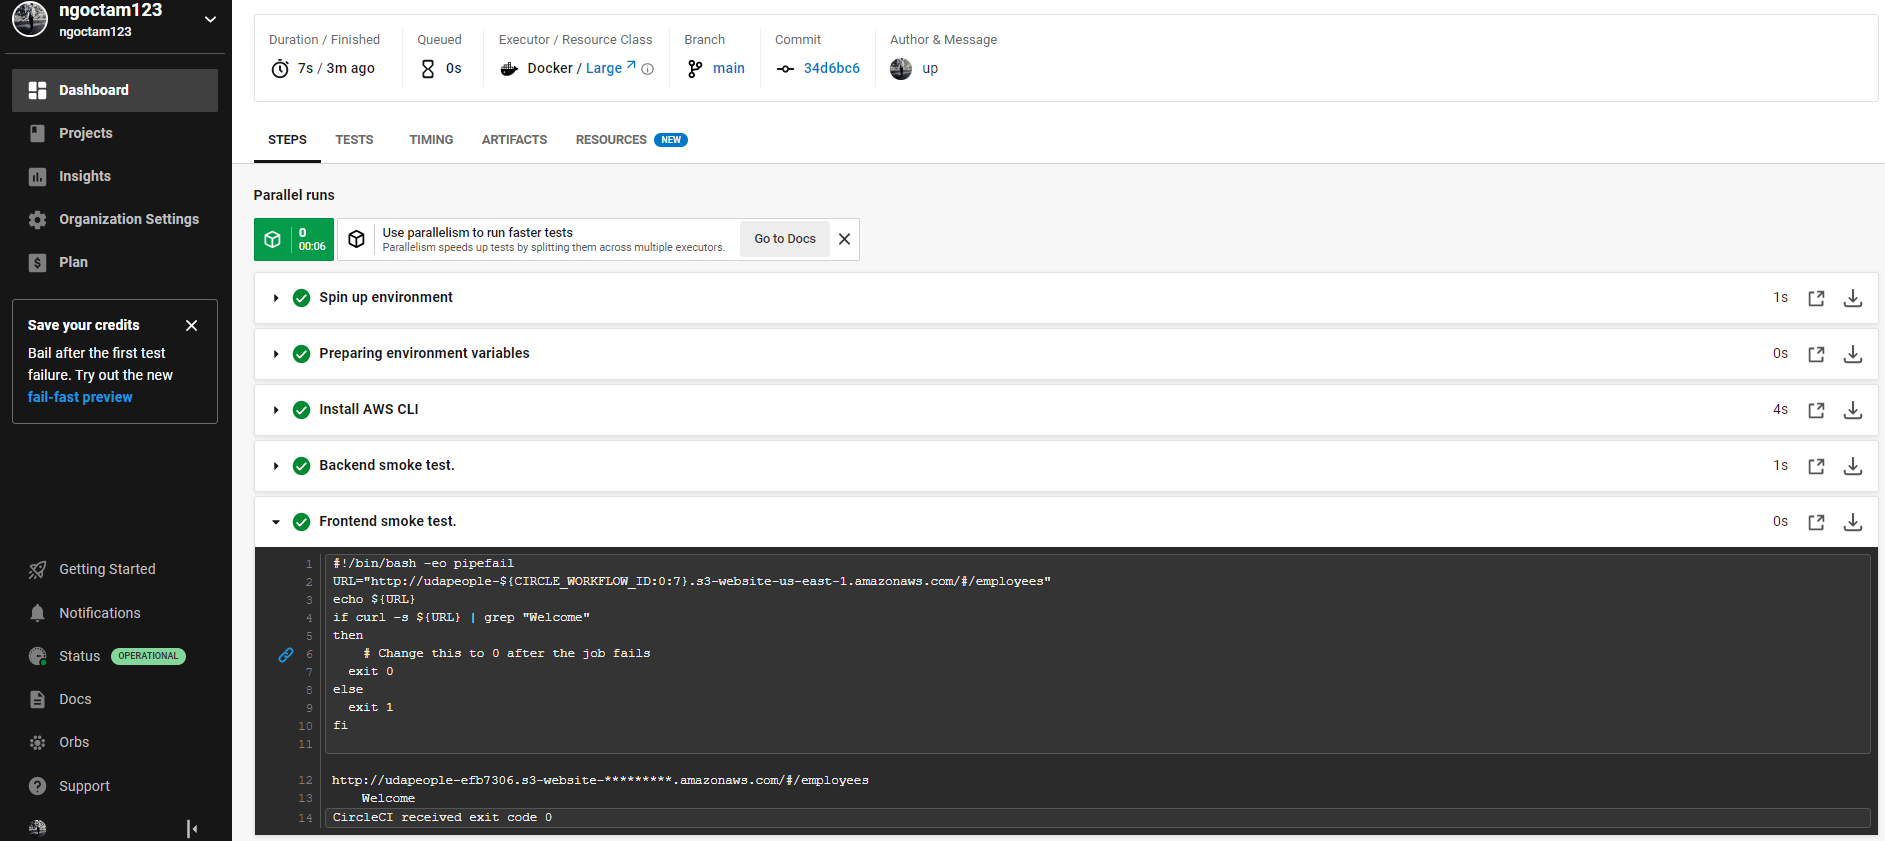 ngoctam123
ngoctam123
Dashboard
Projects
Insights
Organization Settings
Plan
Save your credits
Bail after the first test
failure. Try out the new
fail-fast preview
Getting Started
Notifications
Status OPERATIONAL
Docs
Orbs
Support
Duration / Finished
7s / 3m ago
Queued
0s
Executor / Resource Class
Docker / Large
Branch
main
Commit
34d6bc6
Author & Message
up
STEPS TESTS TIMING ARTIFACTS RESOURCES NEW
Parallel runs
0
00:06
Use parallelism to run faster tests
Parallelism speeds up tests by splitting them across multiple executors.
Go to Docs
Spin up environment 1s
Preparing environment variables 0s
Install AWS CLI 4s
Backend smoke test. 1s
Frontend smoke test. 0s
1 #!/bin/bash -eo pipefail
2 URL="http://udapeople-${CIRCLE_WORKFLOW_ID:0:7}.s3-website-us-east-1.amazonaws.com/#/employees"
3 echo ${URL}
4 if curl -s ${URL} | grep "Welcome"
5 then
6 # Change this to 0 after the job fails
7 exit 0
8 else
9 exit 1
10 fi
11
12 http://udapeople-efb7306.s3-website-*********.amazonaws.com/#/employees
13 Welcome
14 CircleCI received exit code 0